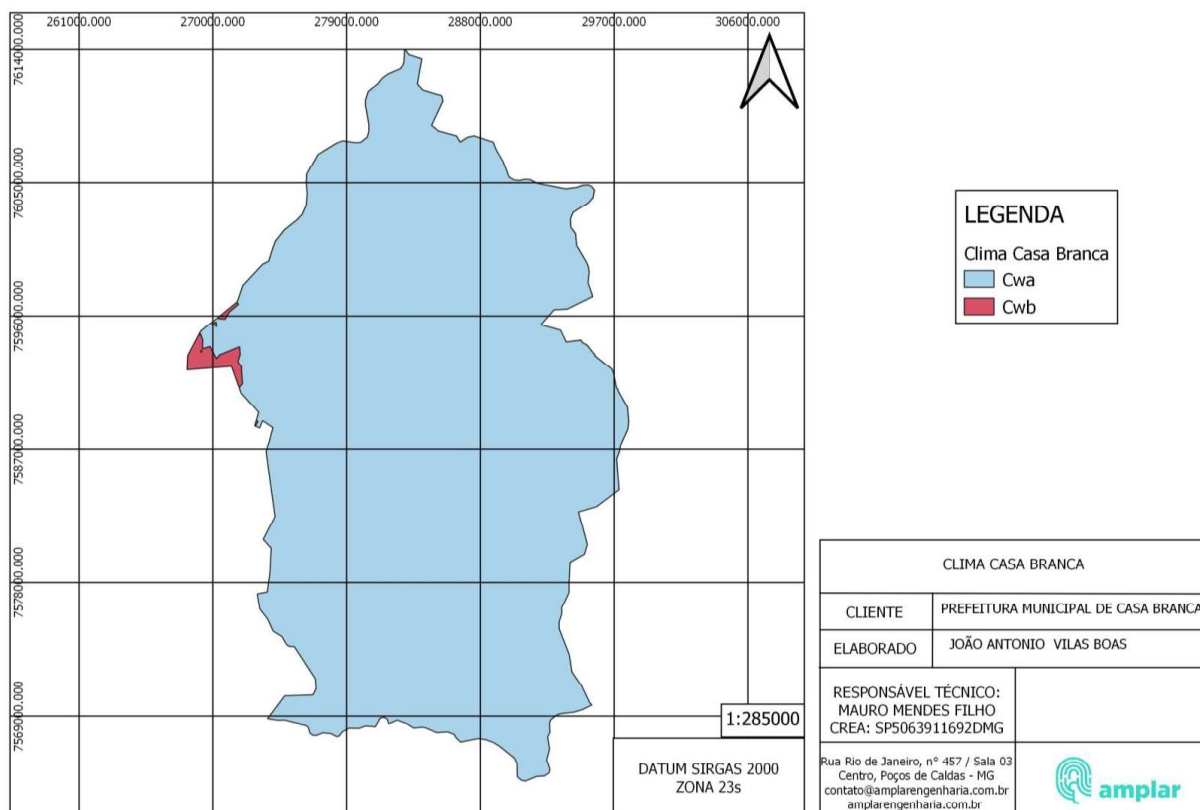 261000.000
270000.000
279000.000
288000.000
297000.000
306000.000
7614000.000
7605000.000
7596000.000
7587000.000
7578000.000
7569000.000
LEGENDA
Clima Casa Branca
Cwa
Cwb
1:285000
DATUM SIRGAS 2000
ZONA 23s
CLIMA CASA BRANCA
CLIENTE
PREFEITURA MUNICIPAL DE CASA BRANCA
ELABORADO
JOÃO ANTONIO VILAS BOAS
RESPONSÁVEL TÉCNICO:
MAURO MENDES FILHO
CREA: SP5063911692DMG
Rua Rio de Janeiro, nº 457 / Sala 03
Centro, Poços de Caldas - MG
contato@amplarengenharia.com.br
amplarengenharia.com.br
amplar